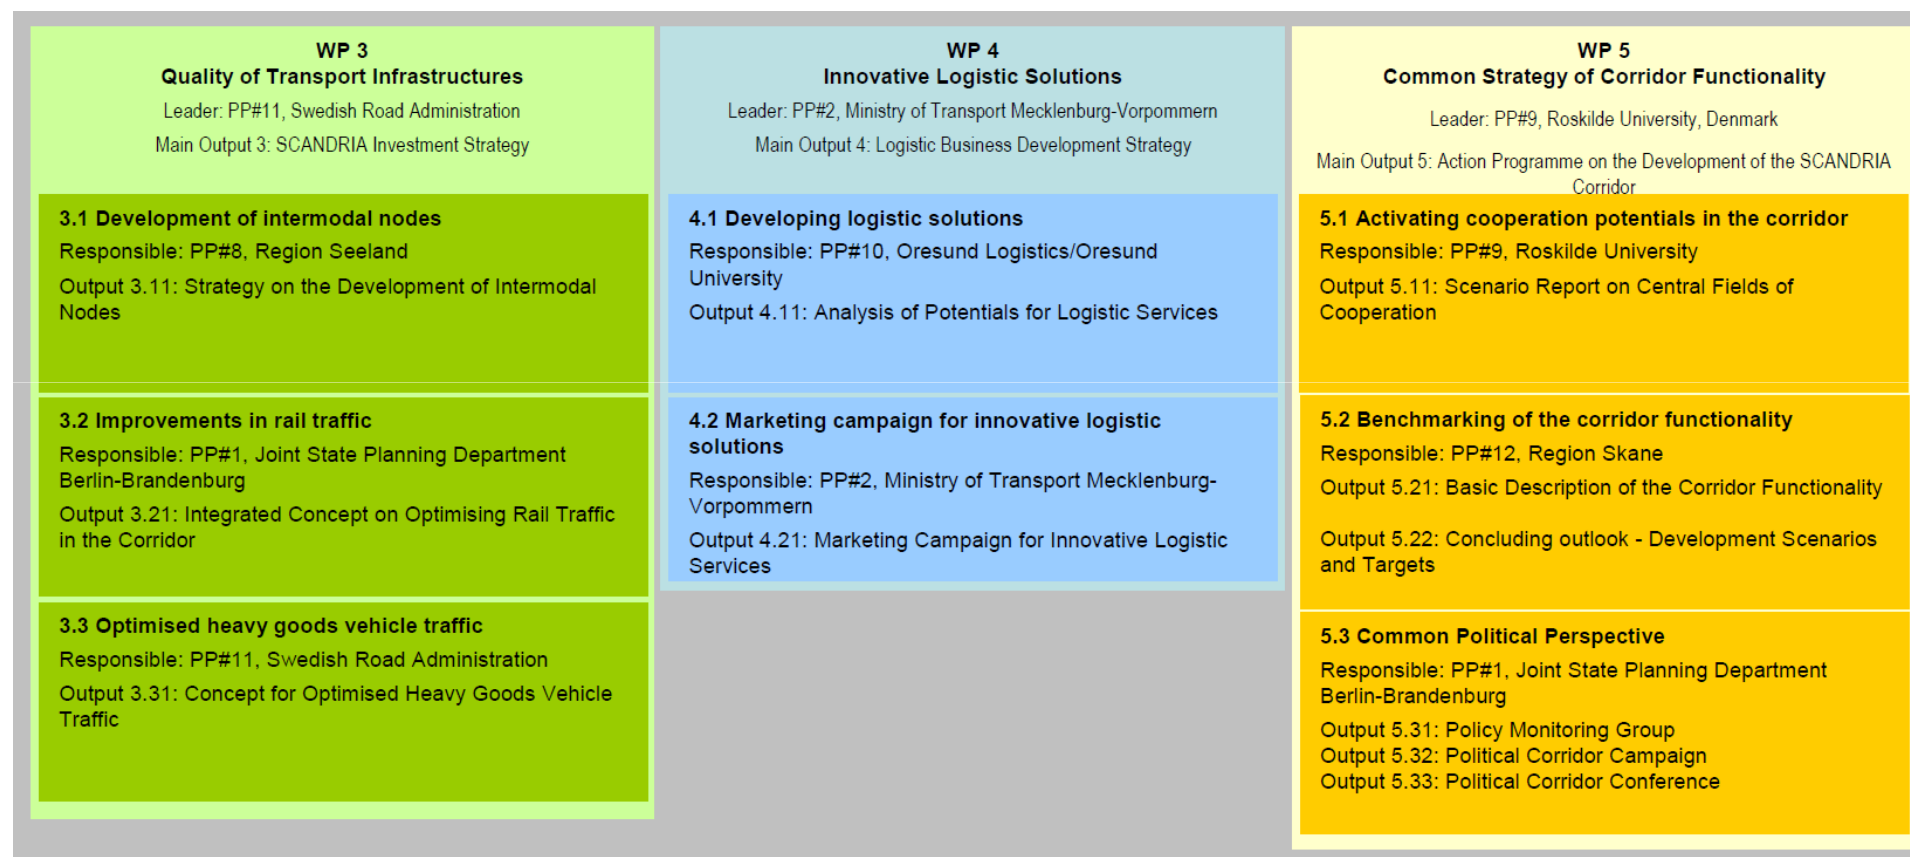 WP 3
Quality of Transport Infrastructures
Leader: PP#11, Swedish Road Administration
Main Output 3: SCANDRIA Investment Strategy
3.1 Development of intermodal nodes
Responsible: PP#8, Region Seeland
Output 3.11: Strategy on the Development of Intermodal
Nodes
3.2 Improvements in rail traffic
Responsible: PP#1, Joint State Planning Department
Berlin-Brandenburg
Output 3.21: Integrated Concept on Optimising Rail Traffic
in the Corridor
3.3 Optimised heavy goods vehicle traffic
Responsible: PP#11, Swedish Road Administration
Output 3.31: Concept for Optimised Heavy Goods Vehicle
Traffic
WP 4
Innovative Logistic Solutions
Leader: PP#2, Ministry of Transport Mecklenburg-Vorpommern
Main Output 4: Logistic Business Development Strategy
4.1 Developing logistic solutions
Responsible: PP#10, Oresund Logistics/Oresund
University
Output 4.11: Analysis of Potentials for Logistic Services
4.2 Marketing campaign for innovative logistic
solutions
Responsible: PP#2, Ministry of Transport Mecklenburg-
Vorpommern
Output 4.21: Marketing Campaign for Innovative Logistic
Services
WP 5
Common Strategy of Corridor Functionality
Leader: PP#9, Roskilde University, Denmark
Main Output 5: Action Programme on the Development of the SCANDRIA
Corridor
5.1 Activating cooperation potentials in the corridor
Responsible: PP#9, Roskilde University
Output 5.11: Scenario Report on Central Fields of
Cooperation
5.2 Benchmarking of the corridor functionality
Responsible: PP#12, Region Skane
Output 5.21: Basic Description of the Corridor Functionality
Output 5.22: Concluding outlook - Development Scenarios
and Targets
5.3 Common Political Perspective
Responsible: PP#1, Joint State Planning Department
Berlin-Brandenburg
Output 5.31: Policy Monitoring Group
Output 5.32: Political Corridor Campaign
Output 5.33: Political Corridor Conference